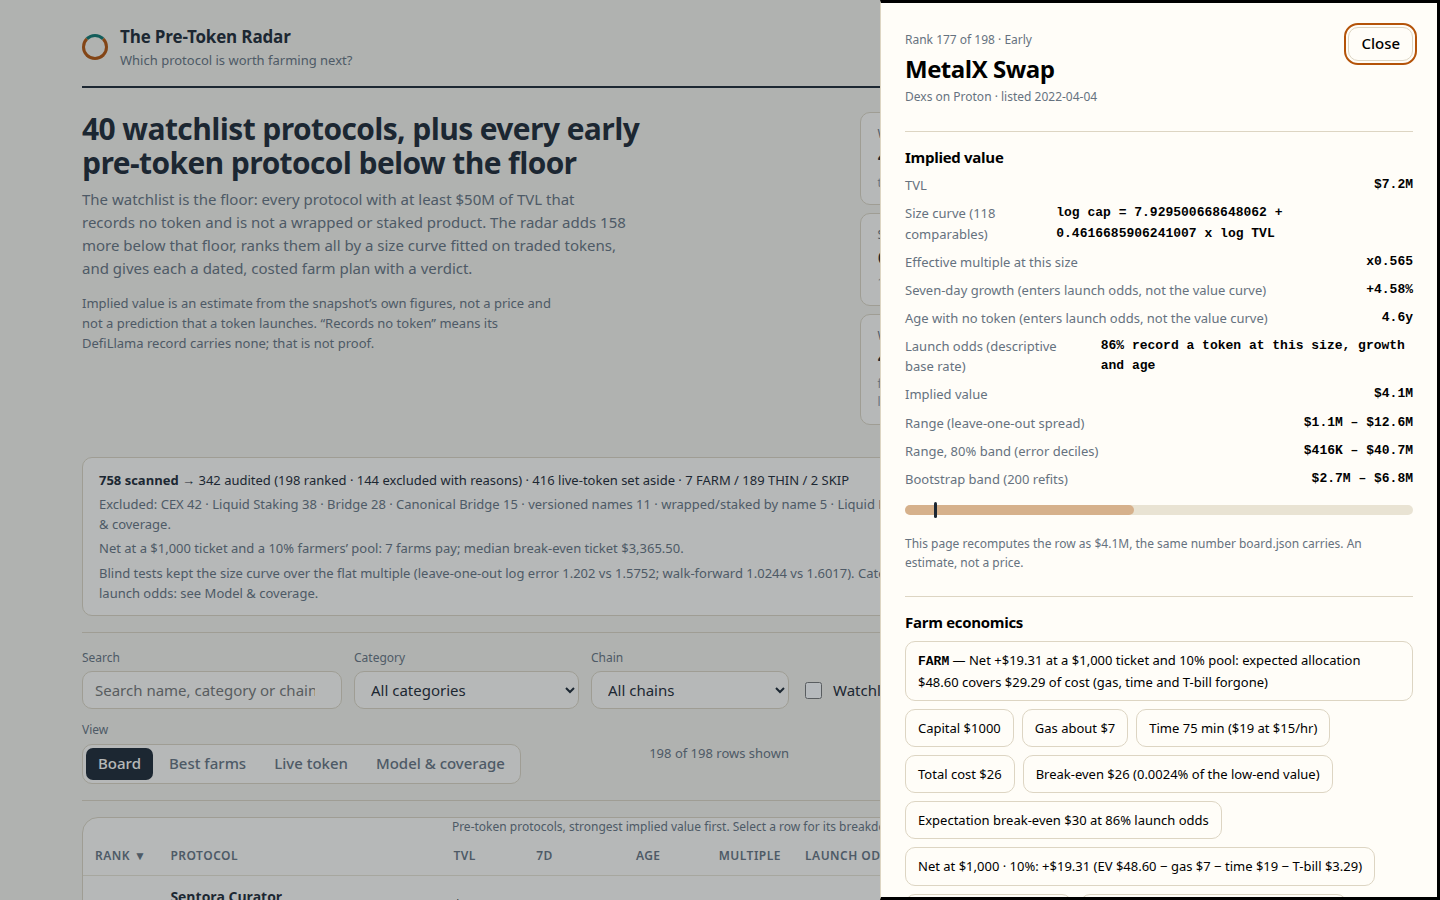 The Pre-Token Radar
Which protocol is worth farming next?
40 watchlist protocols, plus every early
pre-token protocol below the floor
The watchlist is the floor: every protocol with at least $50M of TVL that
records no token and is not a wrapped or staked product. The radar adds 158
more below that floor, ranks them all by a size curve fitted on traded tokens,
and gives each a dated, costed farm plan with a verdict.
Implied value is an estimate from the snapshot's own figures, not a price and
not a prediction that a token launches. “Records no token” means its
DefiLlama record carries none; that is not proof.
758 scanned → 342 audited (198 ranked · 144 excluded with reasons) · 416 live-token set aside · 7 FARM / 189 THIN / 2 SKIP
Excluded: CEX 42 · Liquid Staking 38 · Bridge 28 · Canonical Bridge 15 · versioned names 11 · wrapped/staked by name 5 · Liquid
& coverage.
Net at a $1,000 ticket and a 10% farmers' pool: 7 farms pay; median break-even ticket $3,365.50.
Blind tests kept the size curve over the flat multiple (leave-one-out log error 1.202 vs 1.5752; walk-forward 1.0244 vs 1.6017).
launch odds: see Model & coverage.
Search
Category
Chain
Search name, category or chain
All categories
All chains
View
Board
Best farms
Live token
Model & coverage
198 of 198 rows shown
Pre-token protocols, strongest implied value first. Select a row for its
RANK ▼
PROTOCOL
TVL
7D
AGE
MULTIPLE
LAUNCH
Sentora Curator
Rank 177 of 198 · Early
Close
MetalX Swap
Dexs on Proton · listed 2022-04-04
Implied value
TVL
$7.2M
Size curve (118
comparables)
log cap = 7.929500668648062 +
0.4616685906241007 x log TVL
Effective multiple at this size
x0.565
Seven-day growth (enters launch odds, not the value curve)
+4.58%
Age with no token (enters launch odds, not the value curve)
4.6y
Launch odds (descriptive
base rate)
86% record a token at this size, growth
and age
Implied value
$4.1M
Range (leave-one-out spread)
$1.1M – $12.6M
Range, 80% band (error deciles)
$416K – $40.7M
Bootstrap band (200 refits)
$2.7M – $6.8M
This page recomputes the row as $4.1M, the same number board.json carries. An
estimate, not a price.
Farm economics
FARM — Net +$19.31 at a $1,000 ticket and 10% pool: expected allocation
$48.60 covers $29.29 of cost (gas, time and T-bill forgone)
Capital $1000
Gas about $7
Time 75 min ($19 at $15/hr)
Total cost $26
Break-even $26 (0.0024% of the low-end value)
Expectation break-even $30 at 86% launch odds
Net at $1,000 · 10%: +$19.31 (EV $48.60 − gas $7 − time $19 − T-bill $3.29)